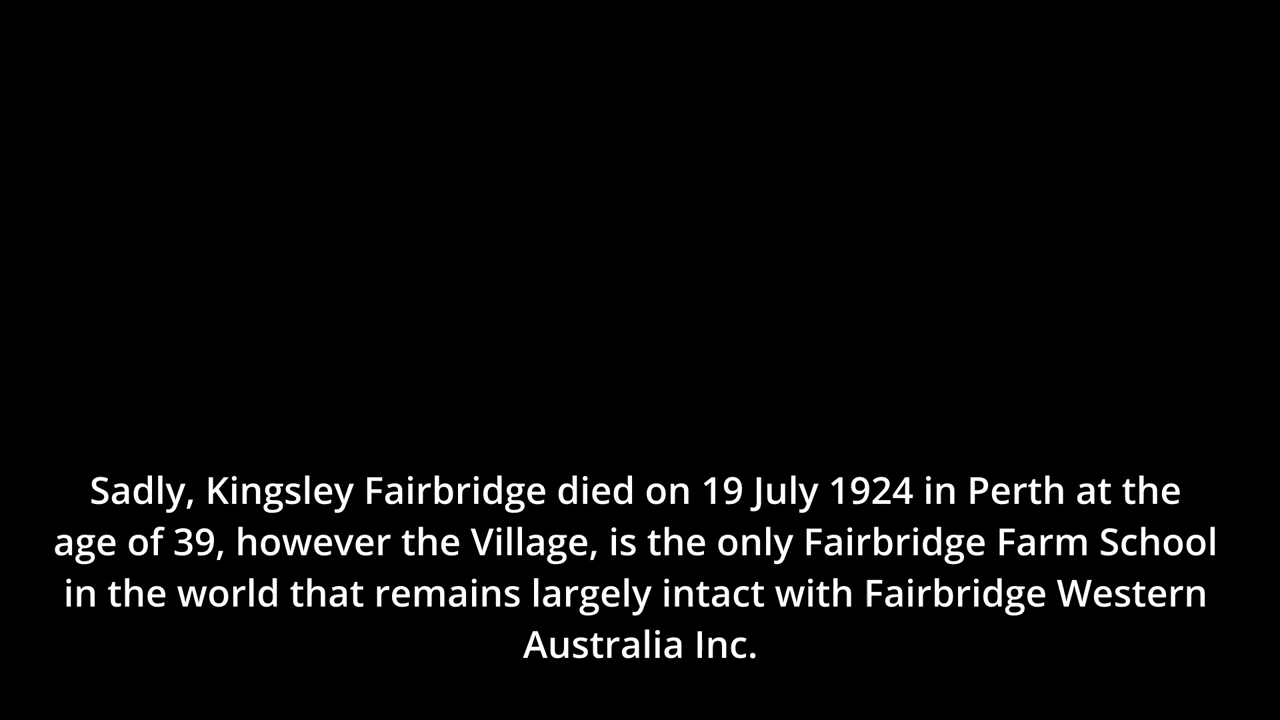 Sadly, Kingsley Fairbridge died on 19 July 1924 in Perth at the
age of 39, however the Village, is the only Fairbridge Farm School
in the world that remains largely intact with Fairbridge Western
Australia Inc.